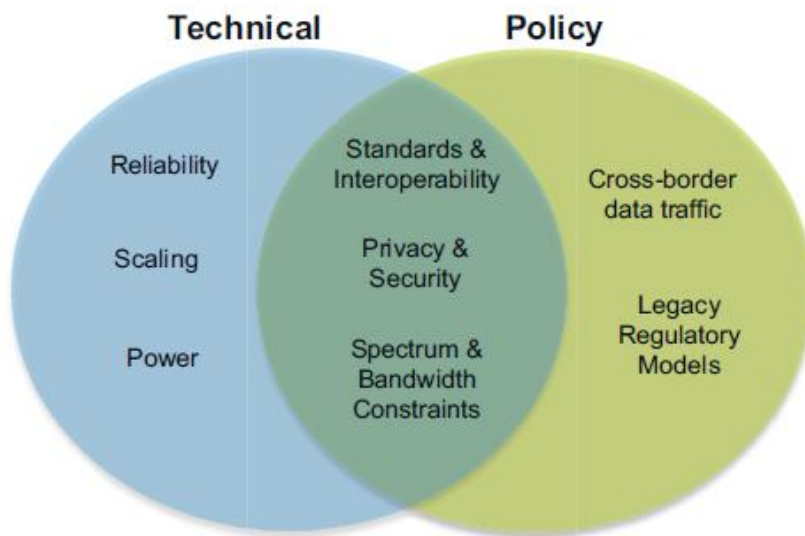 Technical
Policy
Reliability
Scaling
Power
Standards &
Interoperability
Privacy &
Security
Spectrum &
Bandwidth
Constraints
Cross-border
data traffic
Legacy
Regulatory
Models